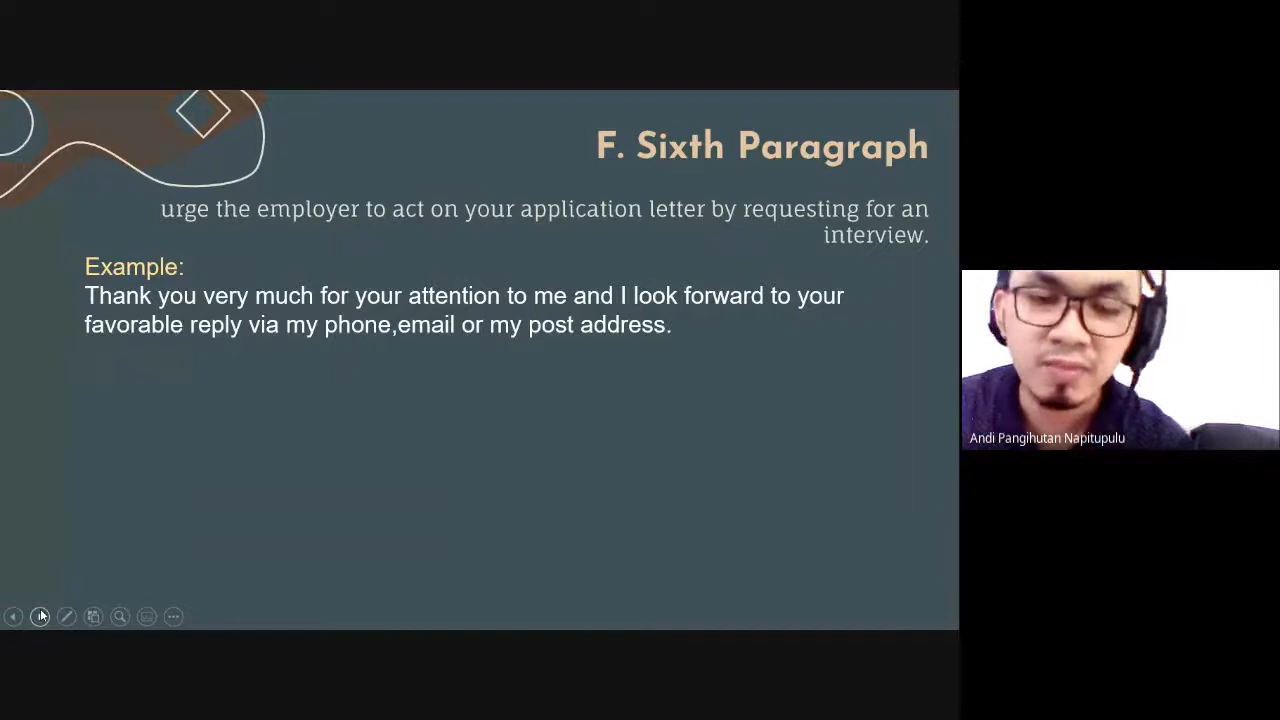 F. Sixth Paragraph
urge the employer to act on your application letter by requesting for an
interview.
Example:
Thank you very much for your attention to me and I look forward to your
favorable reply via my phone,email or my post address.
Andi Pangihutan Napitupulu